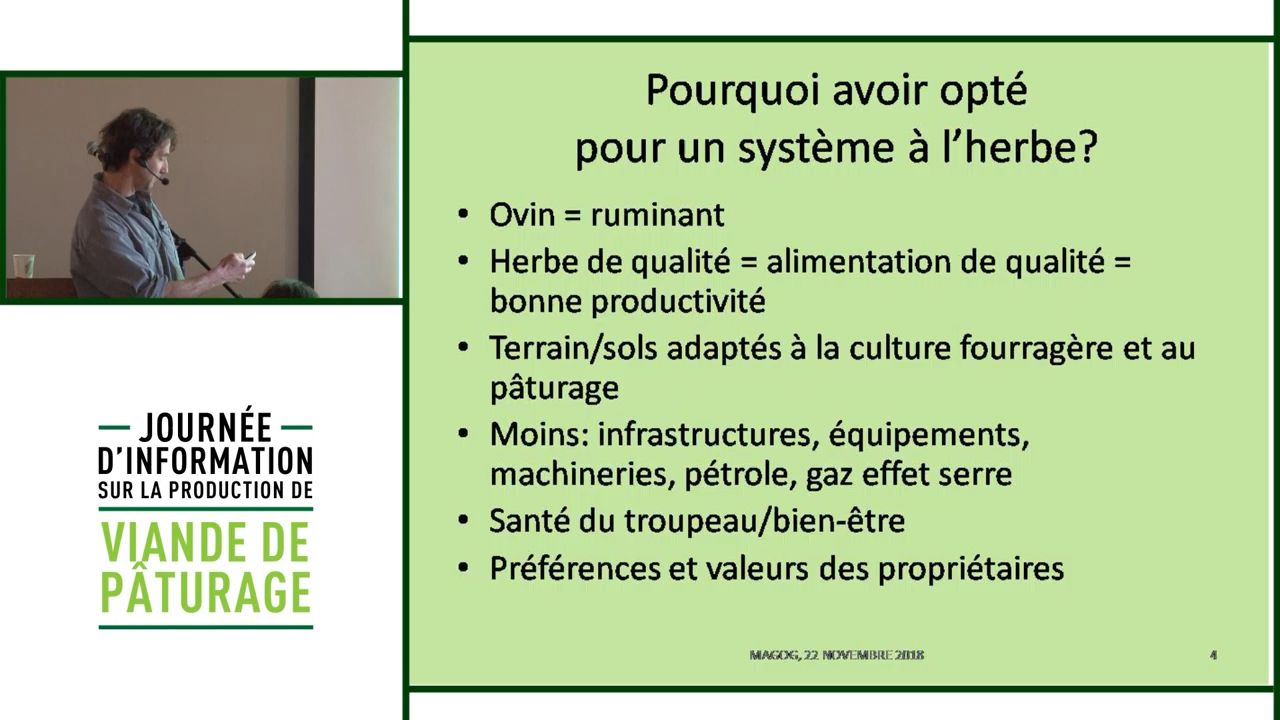 Pourquoi avoir opté
pour un système à l'herbe?
• Ovin = ruminant
• Herbe de qualité = alimentation de qualité =
bonne productivité
• Terrain/sols adaptés à la culture fourragère et au
pâturage
• Moins: infrastructures, équipements,
machineries, pétrole, gaz effet serre
• Santé du troupeau/bien-être
• Préférences et valeurs des propriétaires
MAGOG, 22 NOVEMBRE 2018
4
JOURNÉE
D'INFORMATION
SUR LA PRODUCTION DE
VIANDE DE
PÂTURAGE